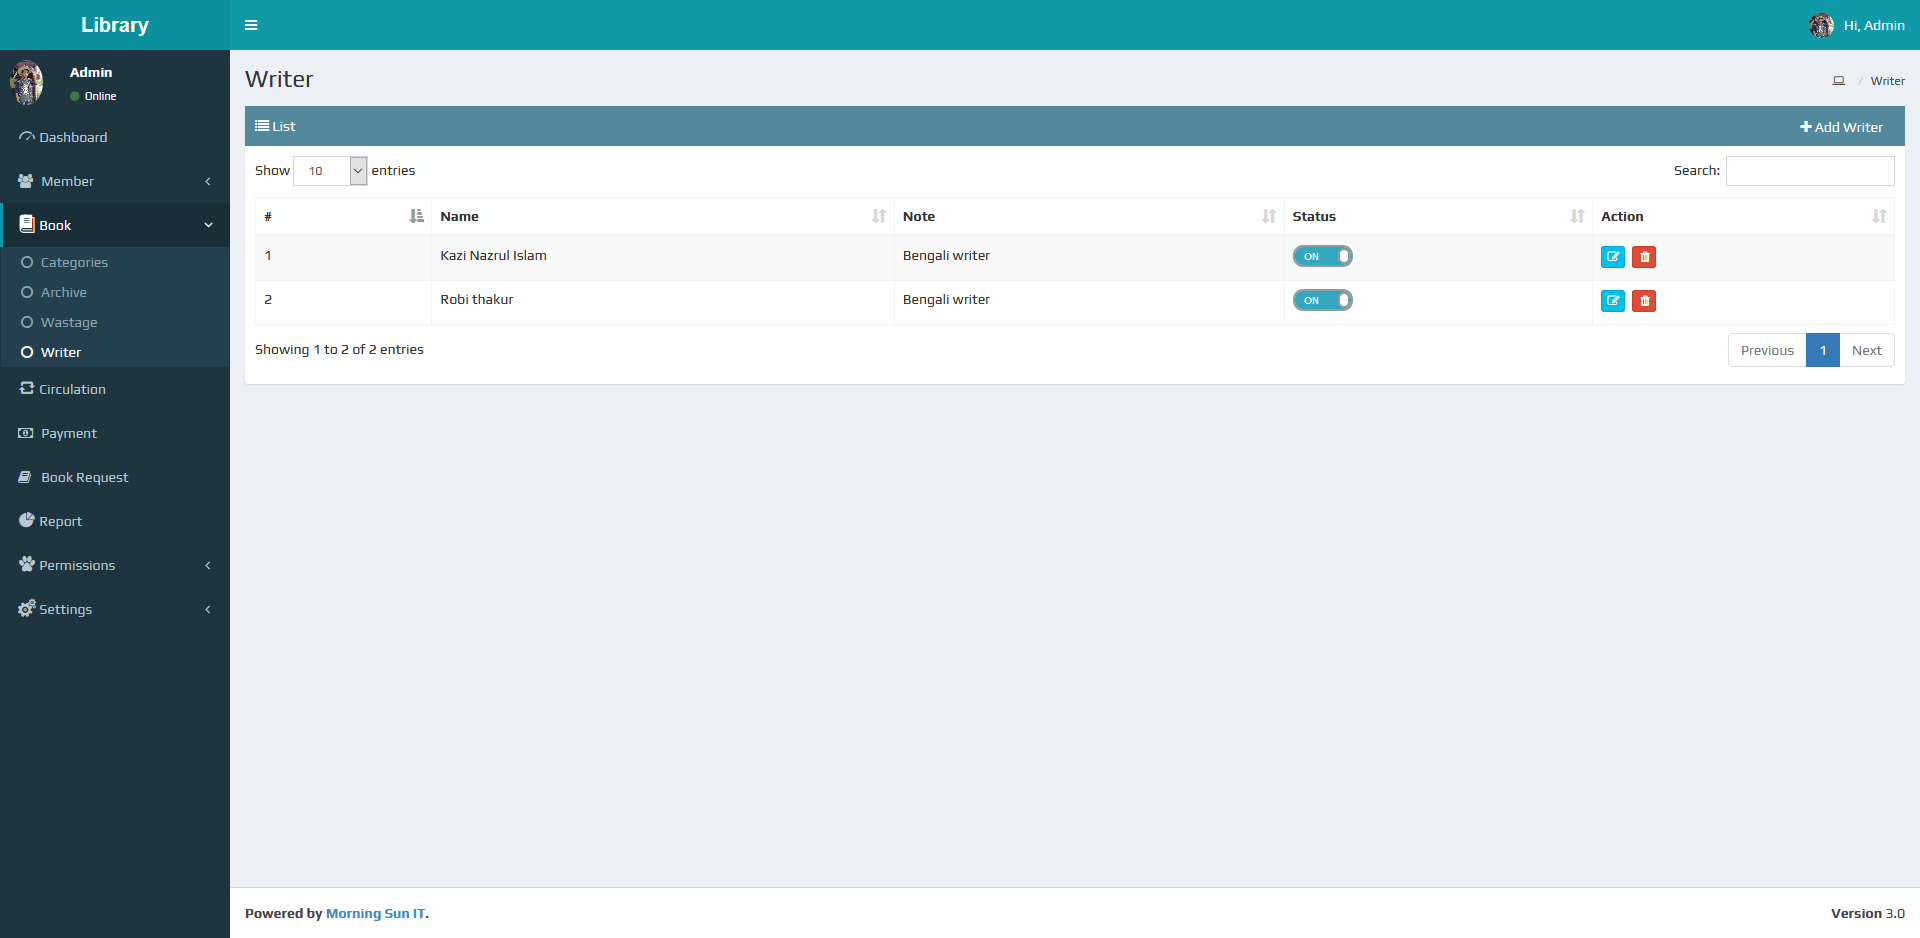 Library
Hi, Admin
Admin
Online
Dashboard
Member
Book
Categories
Archive
Wastage
Writer
Circulation
Payment
Book Request
Report
Permissions
Settings
Writer
/ Writer
List
Add Writer
Show 10 entries
Search:
# Name Note Status Action
1 Kazi Nazrul Islam Bengali writer ON
2 Robi thakur Bengali writer ON
Showing 1 to 2 of 2 entries
Previous 1 Next
Powered by Morning Sun IT.
Version 3.0